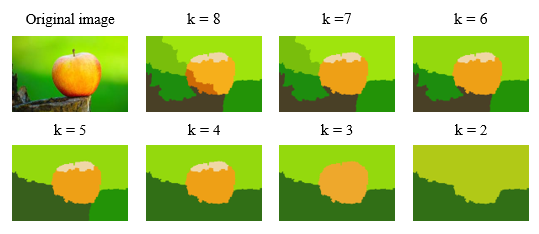 Original image
k = 8
k =7
k = 6
k = 5
k = 4
k = 3
k = 2